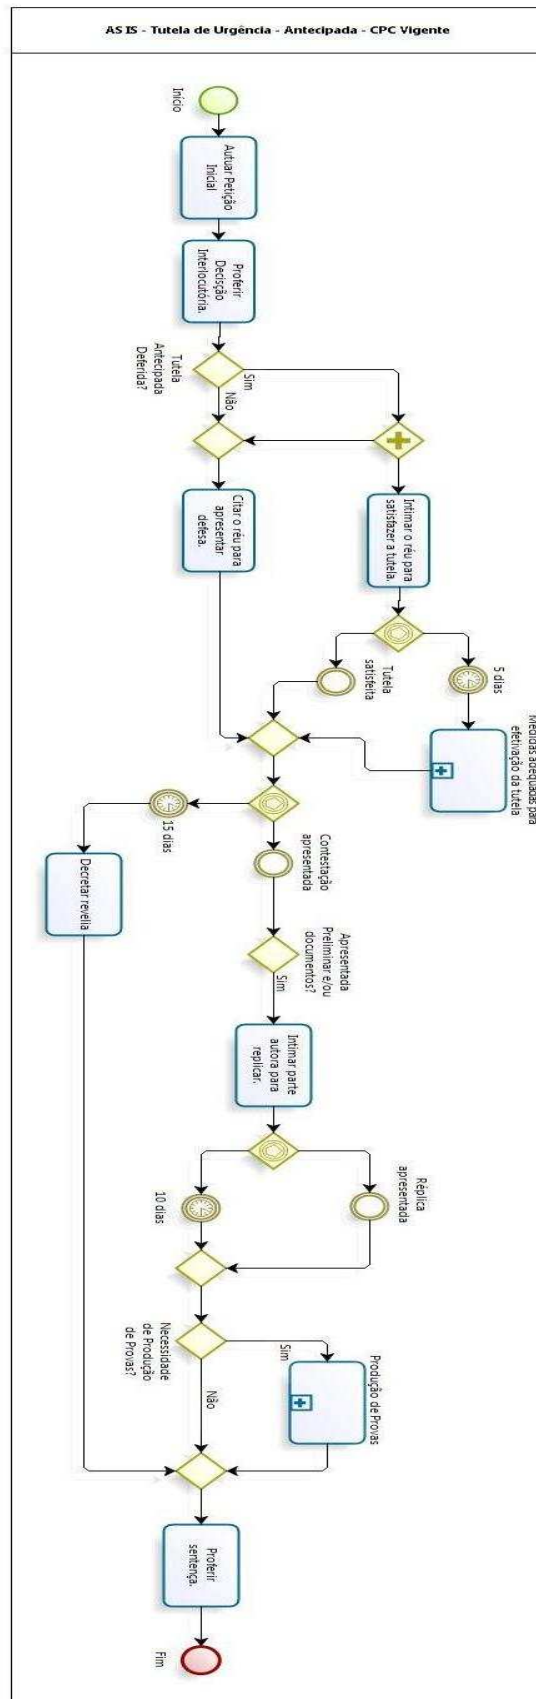 AS IS - Tutela de Urgência - Antecipada - CPC Vigente
Início
Autuar Petição
Inicial
Proferir
Decisção
Interlocutória.
Tutela
Antecipada
Deferida?
Sim
Não
Citar o réu para
apresentar
defesa.
Intimar o réu para
satisfazer a tutela.
Tutela
satisfeita
5 dias
Medidas adequadas para
efetivação da tutela
15 dias
Decretar revelia
Contestação
apresentada
Apresentada
Preliminar e/ou
documentos?
Sim
Intimar parte
autora para
replicar.
Réplica
apresentada
10 dias
Necessidade
de Produção
de Provas?
Sim
Não
Produção de Provas
Proferir
sentença.
Fim